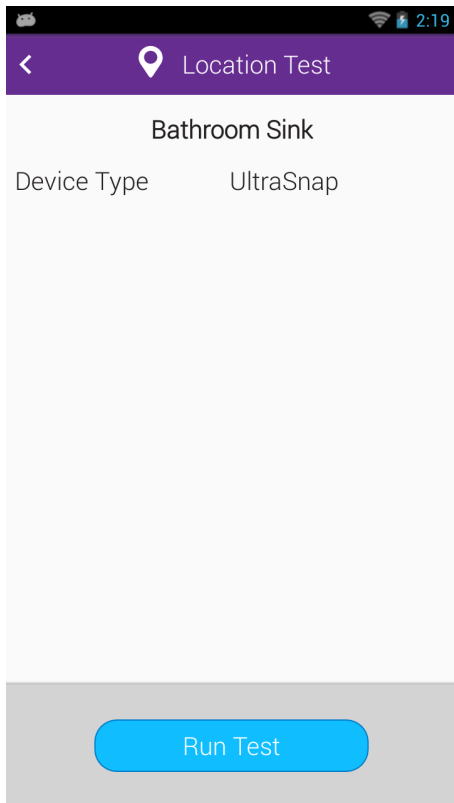 2:19
Location Test
Bathroom Sink
Device Type UltraSnap
Run Test